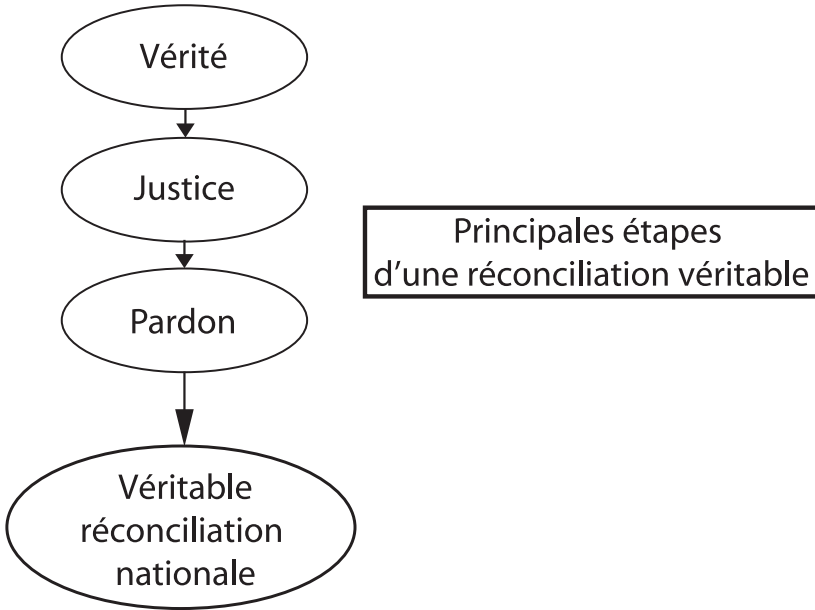 Vérité
Justice
Principales étapes
d'une réconciliation véritable
Pardon
Véritable
réconciliation
nationale